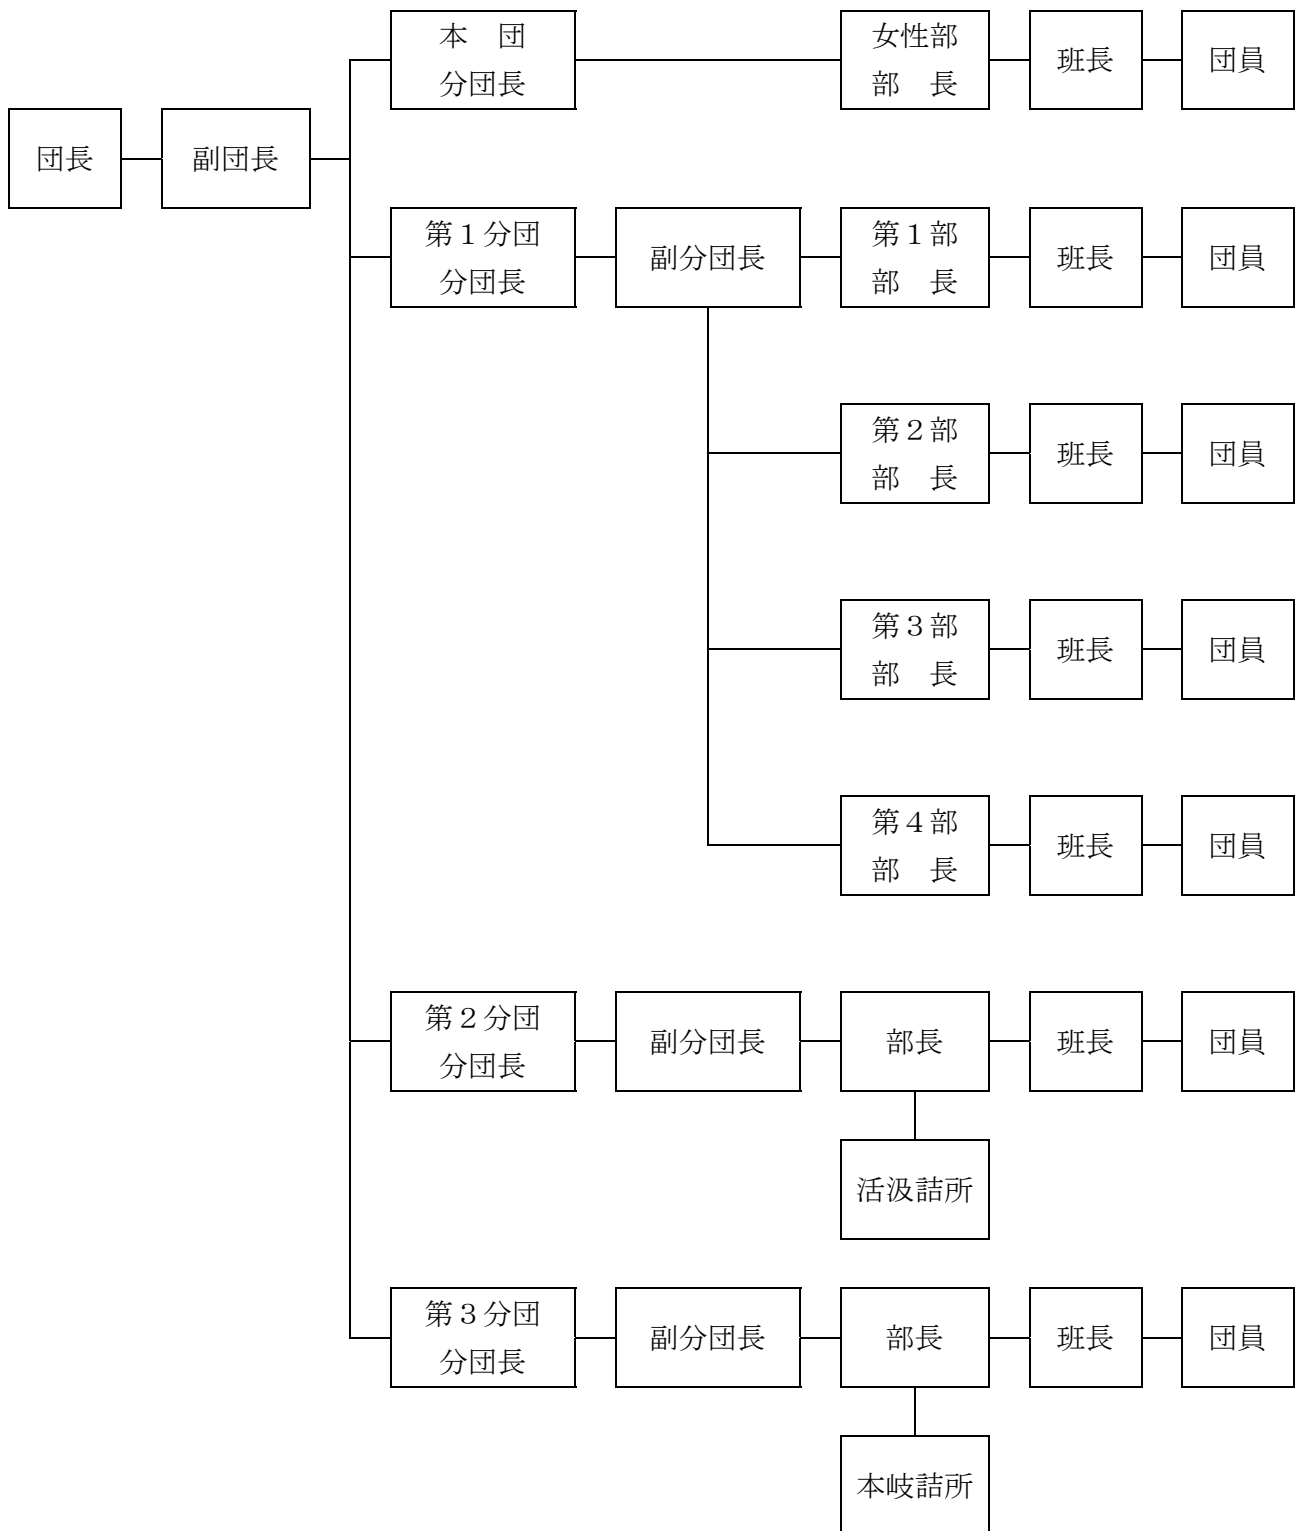 本　団
分団長
女性部
部　長
班長
団員
団長
副団長
第１分団
分団長
副分団長
第１部
部　長
班長
団員
第２部
部　長
班長
団員
第３部
部　長
班長
団員
第４部
部　長
班長
団員
第２分団
分団長
副分団長
部長
班長
団員
活汲詰所
第３分団
分団長
副分団長
部長
班長
団員
本岐詰所